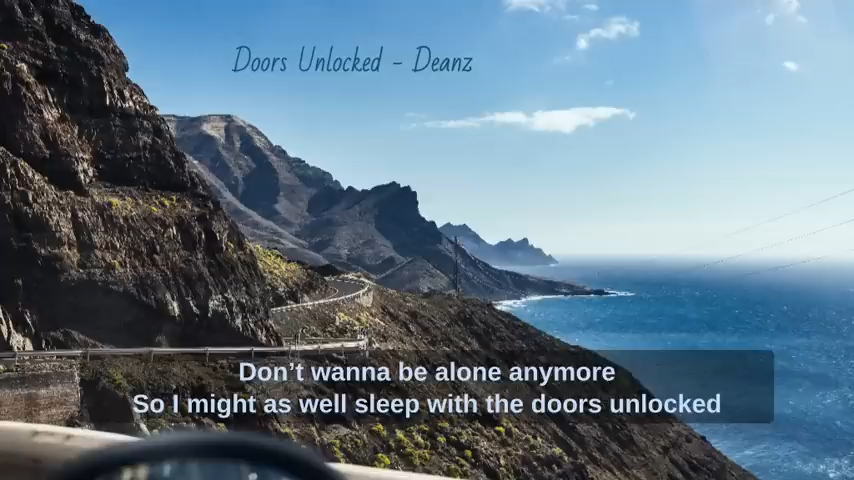 Doors Unlocked - Deanz
Don't wanna be alone anymore
So I might as well sleep with the doors unlocked